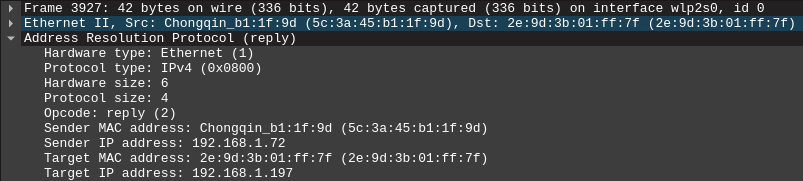 Frame 3927: 42 bytes on wire (336 bits), 42 bytes captured (336 bits) on interface wlp2s0, id 0
Ethernet II, Src: Chongqin_b1:1f:9d (5c:3a:45:b1:1f:9d), Dst: 2e:9d:3b:01:ff:7f (2e:9d:3b:01:ff:7f)
Address Resolution Protocol (reply)
Hardware type: Ethernet (1)
Protocol type: IPv4 (0x0800)
Hardware size: 6
Protocol size: 4
Opcode: reply (2)
Sender MAC address: Chongqin_b1:1f:9d (5c:3a:45:b1:1f:9d)
Sender IP address: 192.168.1.72
Target MAC address: 2e:9d:3b:01:ff:7f (2e:9d:3b:01:ff:7f)
Target IP address: 192.168.1.197